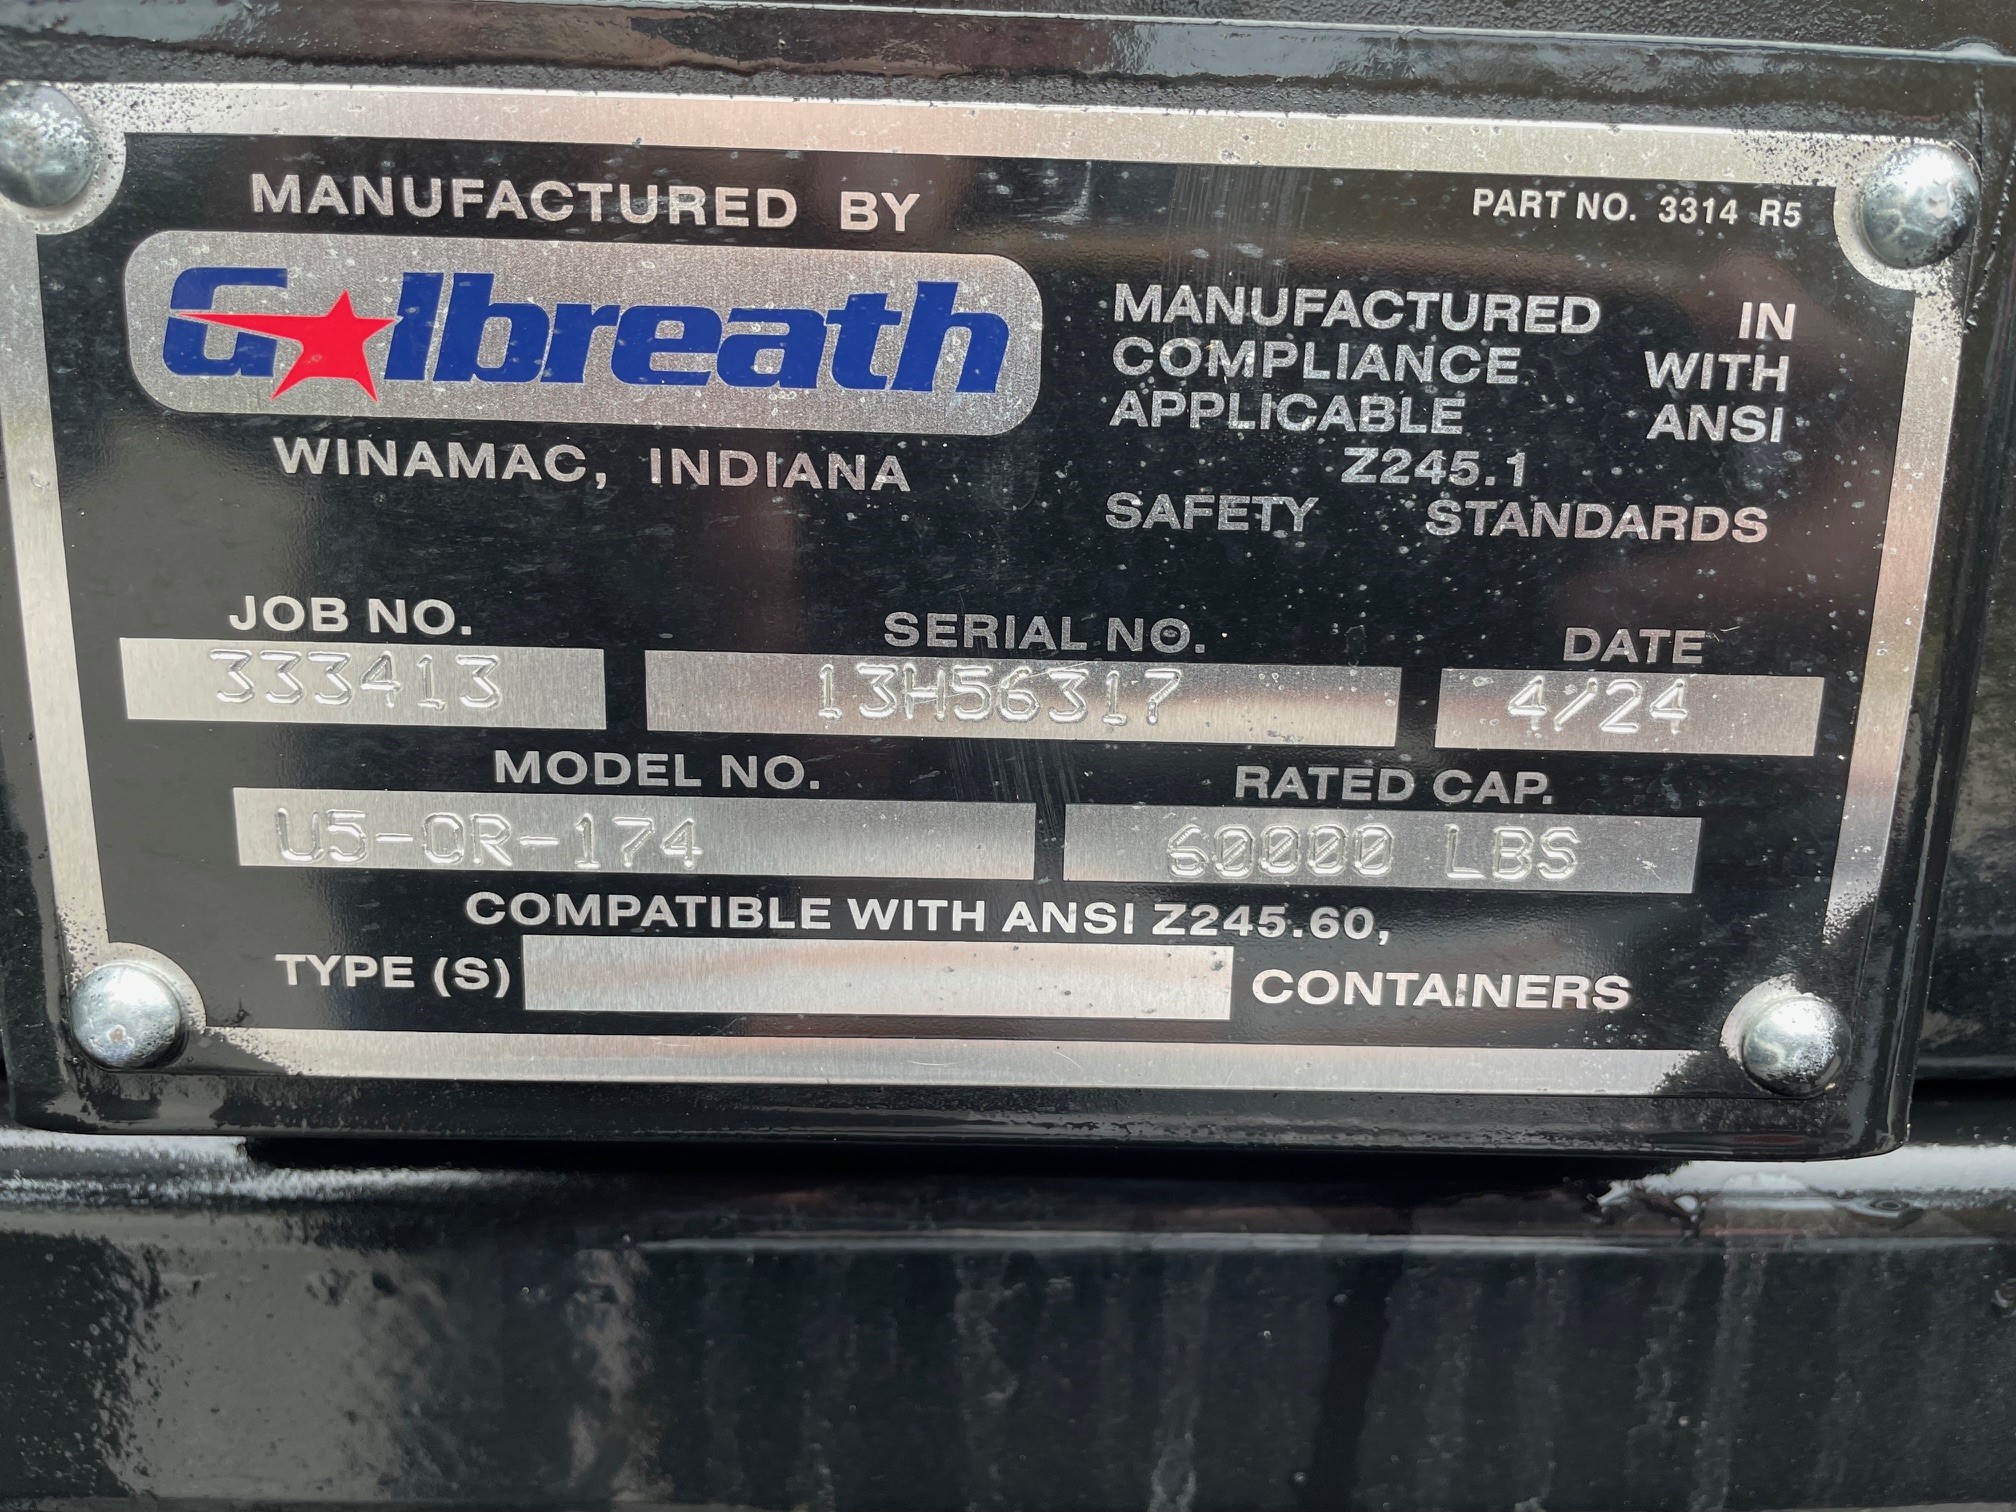 MANUFACTURED BY
PART NO. 3314 R5
Galbreath
WINAMAC, INDIANA
MANUFACTURED IN
COMPLIANCE WITH
APPLICABLE ANSI
Z245.1
SAFETY STANDARDS
JOB NO.
333413
SERIAL NO.
13H56317
DATE
4/24
MODEL NO.
U5-OR-174
RATED CAP.
60000 LBS
COMPATIBLE WITH ANSI Z245.60,
TYPE (S) CONTAINERS